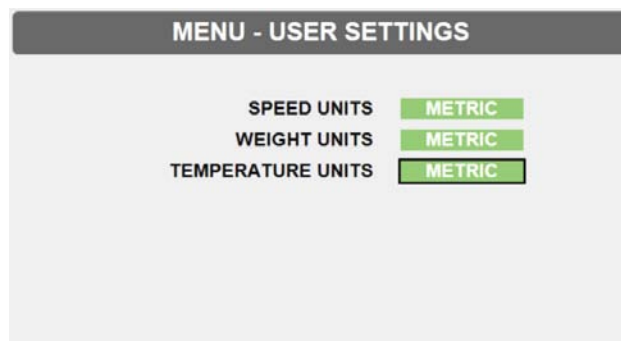 MENU - USER SETTINGS
SPEED UNITS METRIC
WEIGHT UNITS METRIC
TEMPERATURE UNITS METRIC